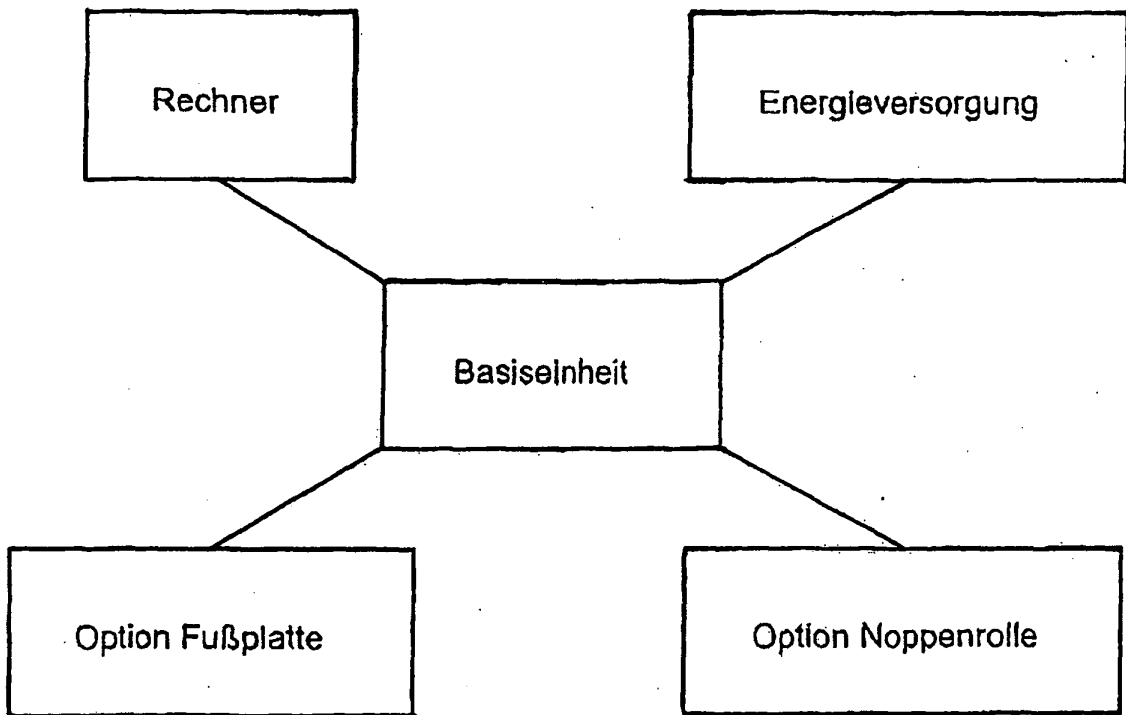 Rechner
Energieversorgung
Basiseinheit
Option Fußplatte
Option Noppenrolle